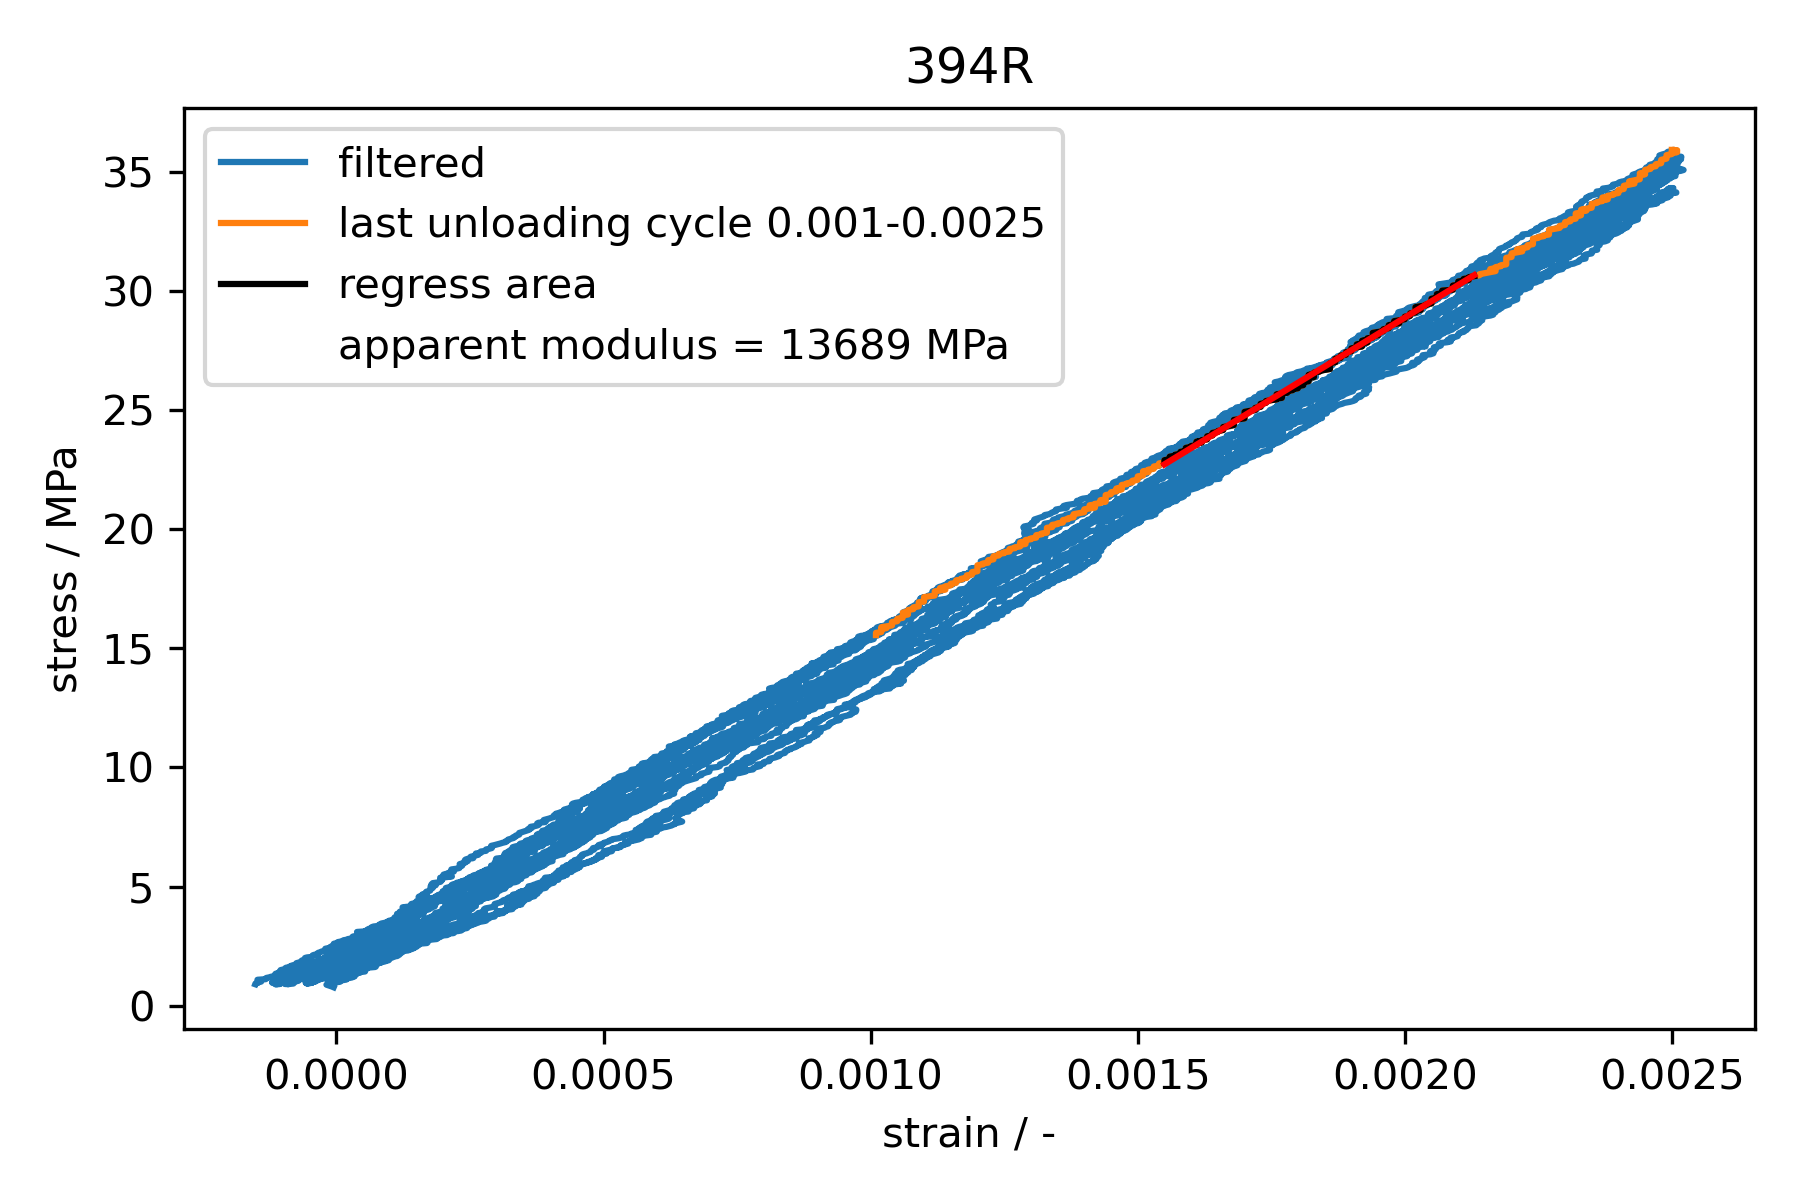 394R
filtered
last unloading cycle 0.001-0.0025
regress area
apparent modulus = 13689 MPa
stress / MPa
35
30
25
20
15
10
5
0
0.0000 0.0005 0.0010 0.0015 0.0020 0.0025
strain / -